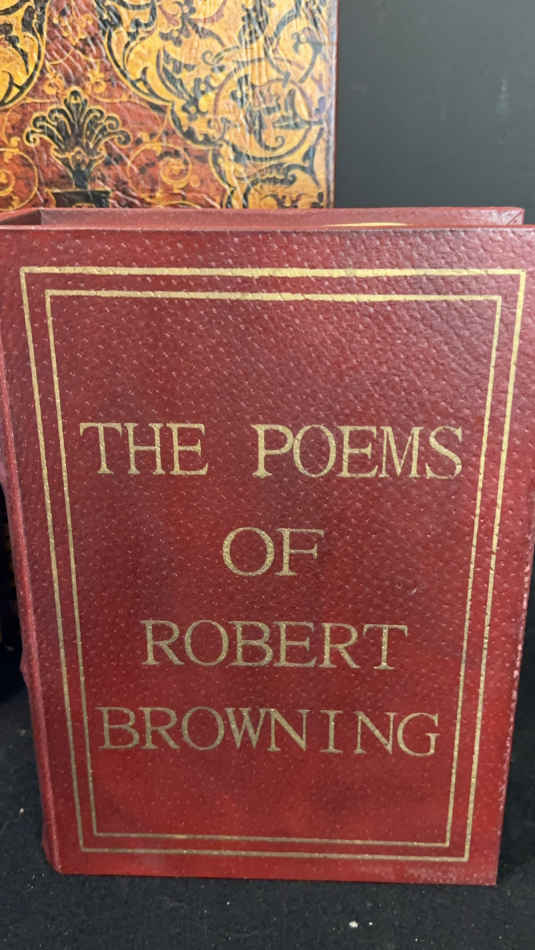 THE POEMS
OF
ROBERT
BROWNING